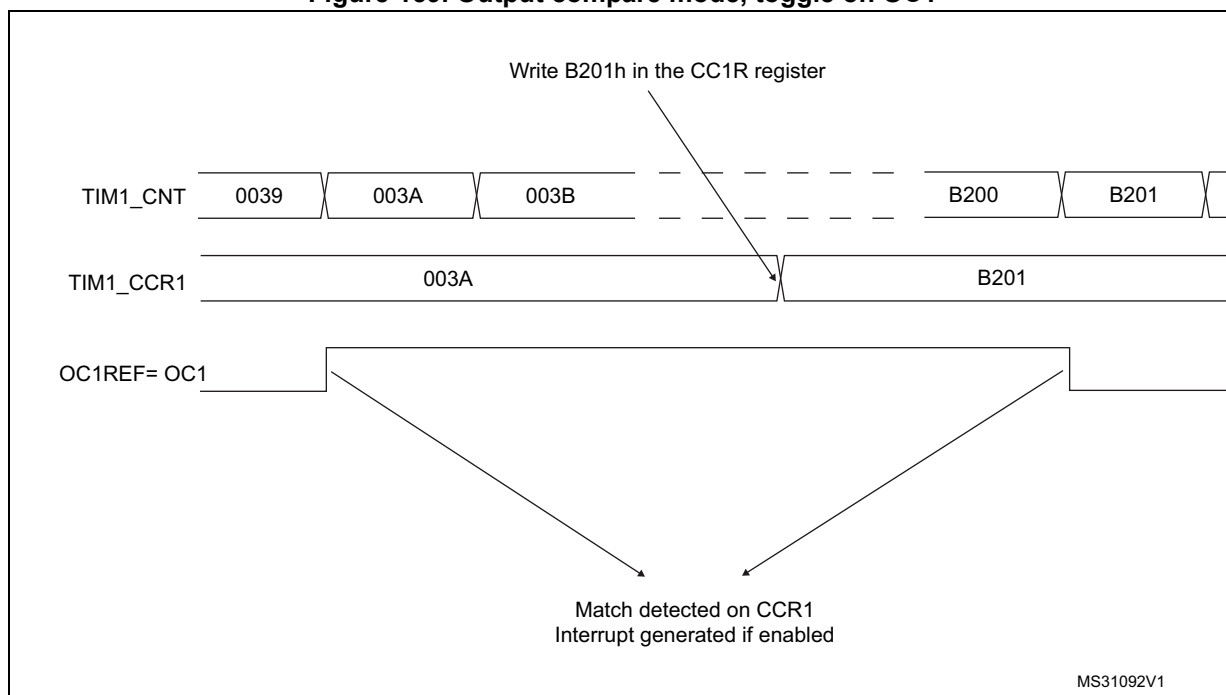 Write B201h in the CC1R register
TIM1_CNT 0039 003A 003B B200 B201
TIM1_CCR1 003A B201
OC1REF= OC1
Match detected on CCR1
Interrupt generated if enabled
MS31092V1